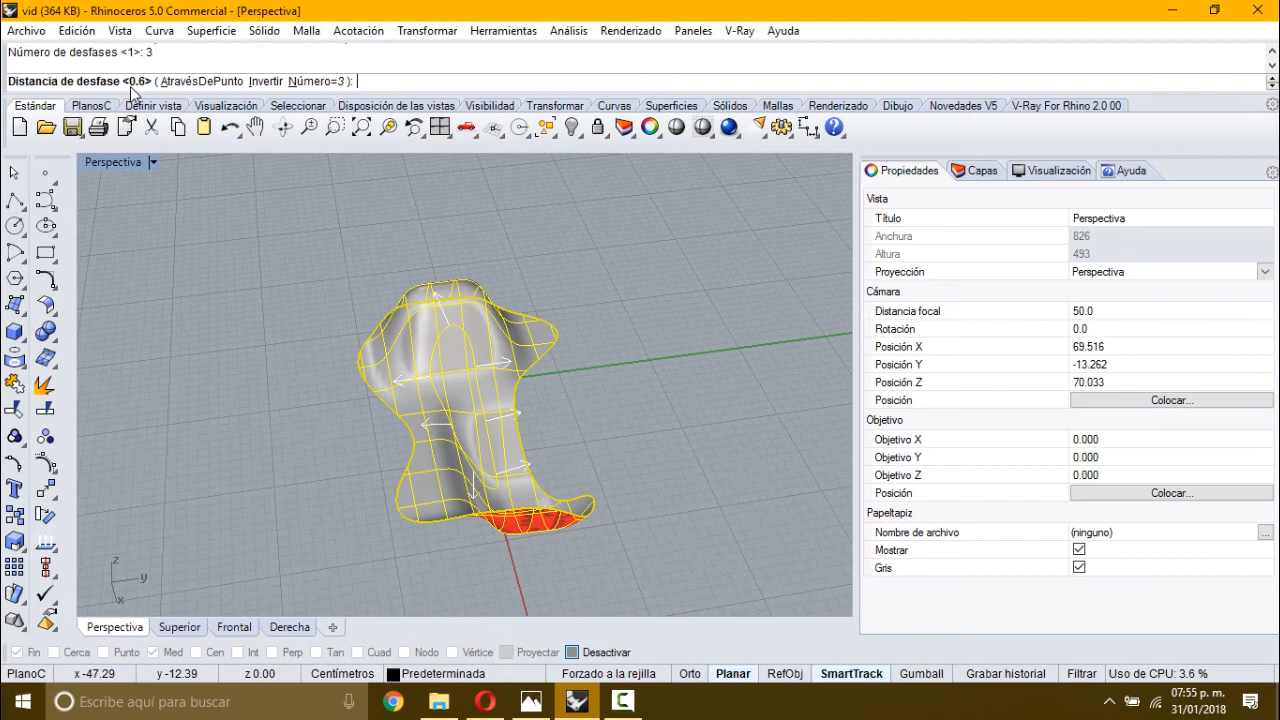 vid (364 KB) - Rhinoceros 5.0 Commercial - [Perspectiva]
Archivo Edición Vista Curva Superficie Sólido Malla Acotación Transformar Herramientas Análisis Renderizado Paneles V-Ray Ayuda
Número de desfases <1>: 3
Distancia de desfase <0.6> ( AtravésDePunto Invertir Número=3 ):
Estándar PlanosC Definir vista Visualización Seleccionar Disposición de las vistas Visibilidad Transformar Curvas Superficies Sólidos Mallas Renderizado Dibujo Novedades V5 V-Ray For Rhino 2.0 00
Perspectiva
Propiedades Capas Visualización Ayuda
Vista
Título Perspectiva
Anchura 826
Altura 493
Proyección Perspectiva
Cámara
Distancia focal 50.0
Rotación 0.0
Posición X 69.516
Posición Y -13.262
Posición Z 70.033
Posición Colocar...
Objetivo
Objetivo X 0.000
Objetivo Y 0.000
Objetivo Z 0.000
Posición Colocar...
Papeltapiz
Nombre de archivo (ninguno) ...
Mostrar
Gris
z
y
x
Perspectiva Superior Frontal Derecha
Fin Cerca Punto Med Cen Int Perp Tan Cuad Nodo Vértice Proyectar Desactivar
PlanoC x -47.29 y -12.39 z 0.00 Centímetros Predeterminada Forzado a la rejilla Orto Planar RefObj SmartTrack Gumball Grabar historial Filtrar Uso de CPU: 3.6 %
Escribe aquí para buscar
07:55 p. m.
31/01/2018